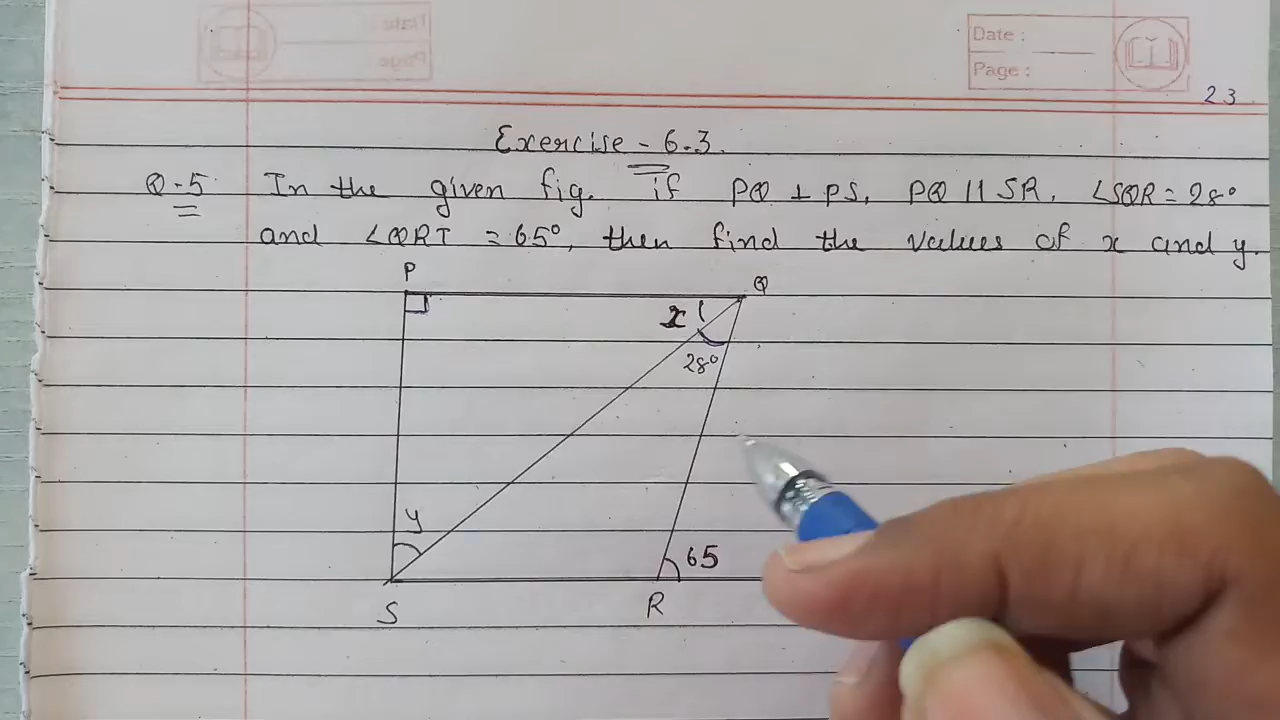 Date :
Page :
23
Exercise - 6.3.
Q-5 In the given fig. if PQ ⊥ PS, PQ || SR, ∠SQR = 28°
and ∠QRT = 65°, then find the values of x and y.
P
Q
x
28°
y
65
S
R